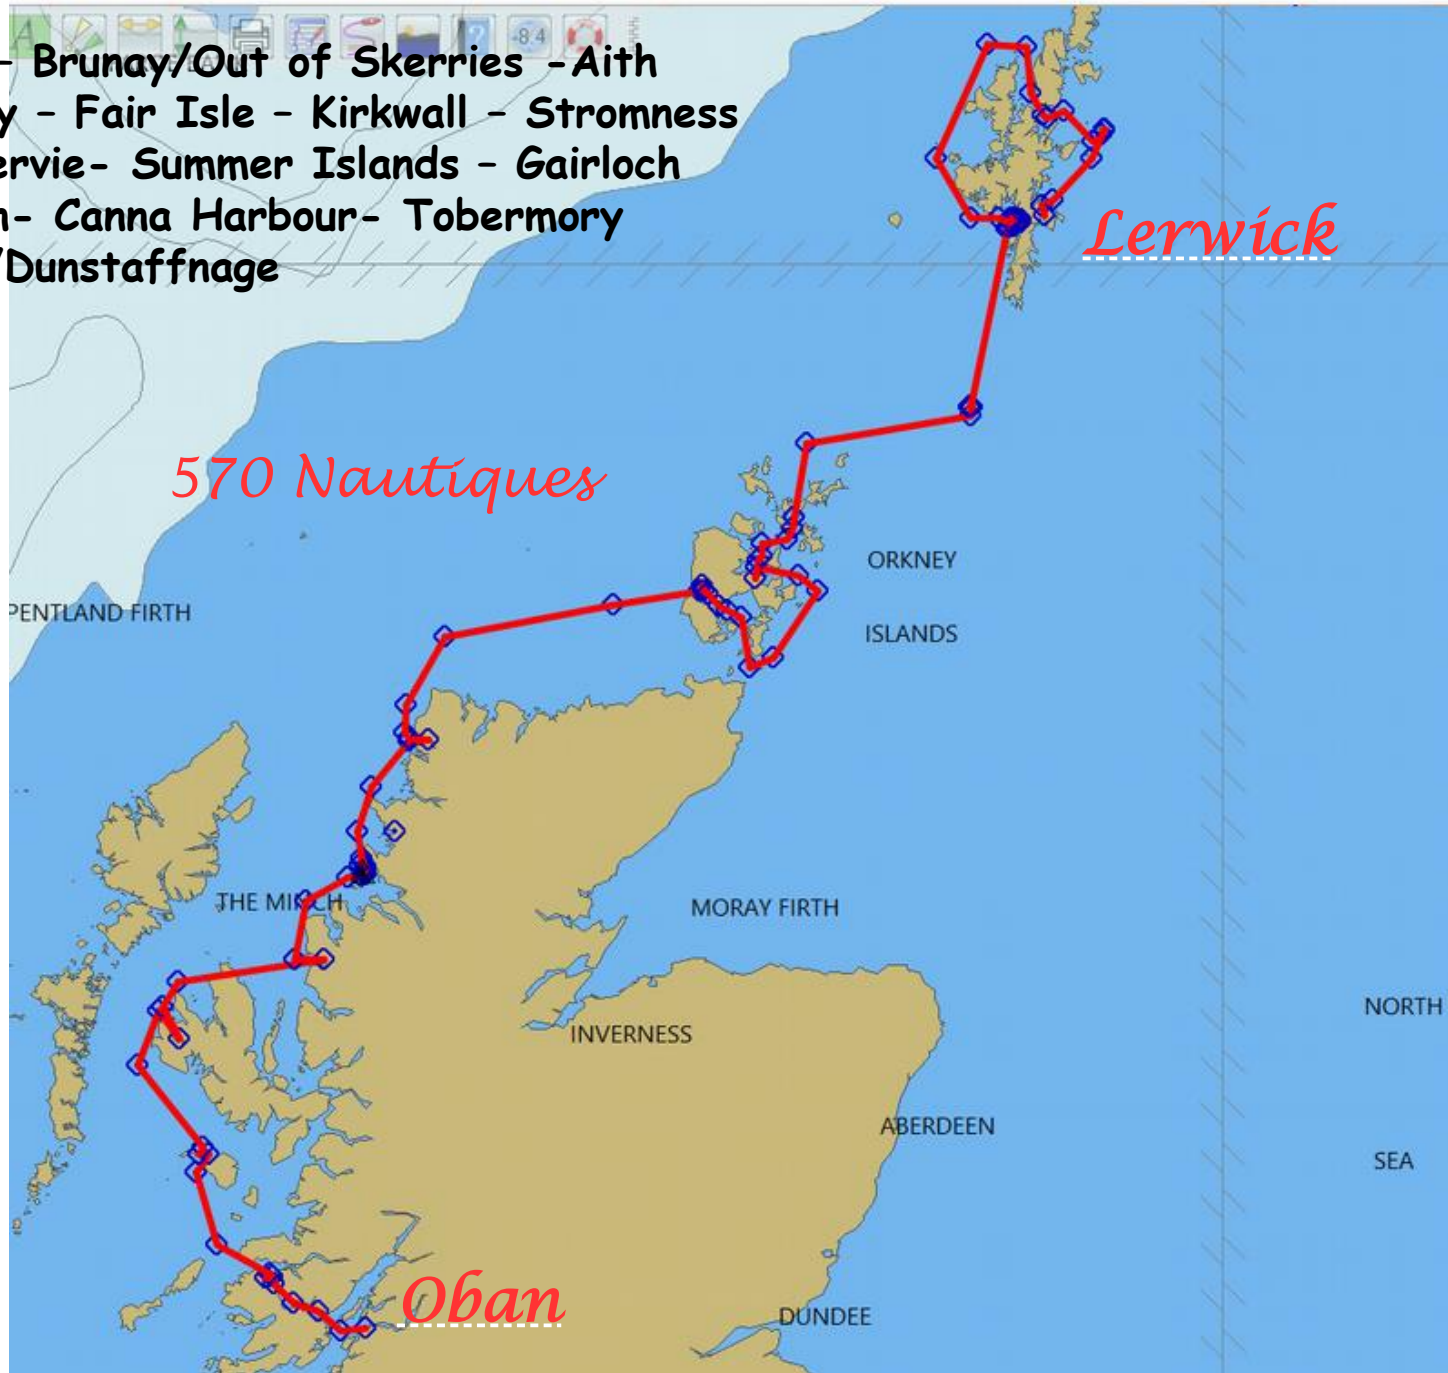 – Brunay/Out of Skerries –Aith
y – Fair Isle – Kirkwall – Stromness
ervie- Summer Islands – Gairloch
n- Canna Harbour- Tobermory
/Dunstaffnage
Lerwick
570 Nautiques
ORKNEY
ISLANDS
PENTLAND FIRTH
THE MINCH
MORAY FIRTH
INVERNESS
NORTH
ABERDEEN
SEA
Oban
DUNDEE